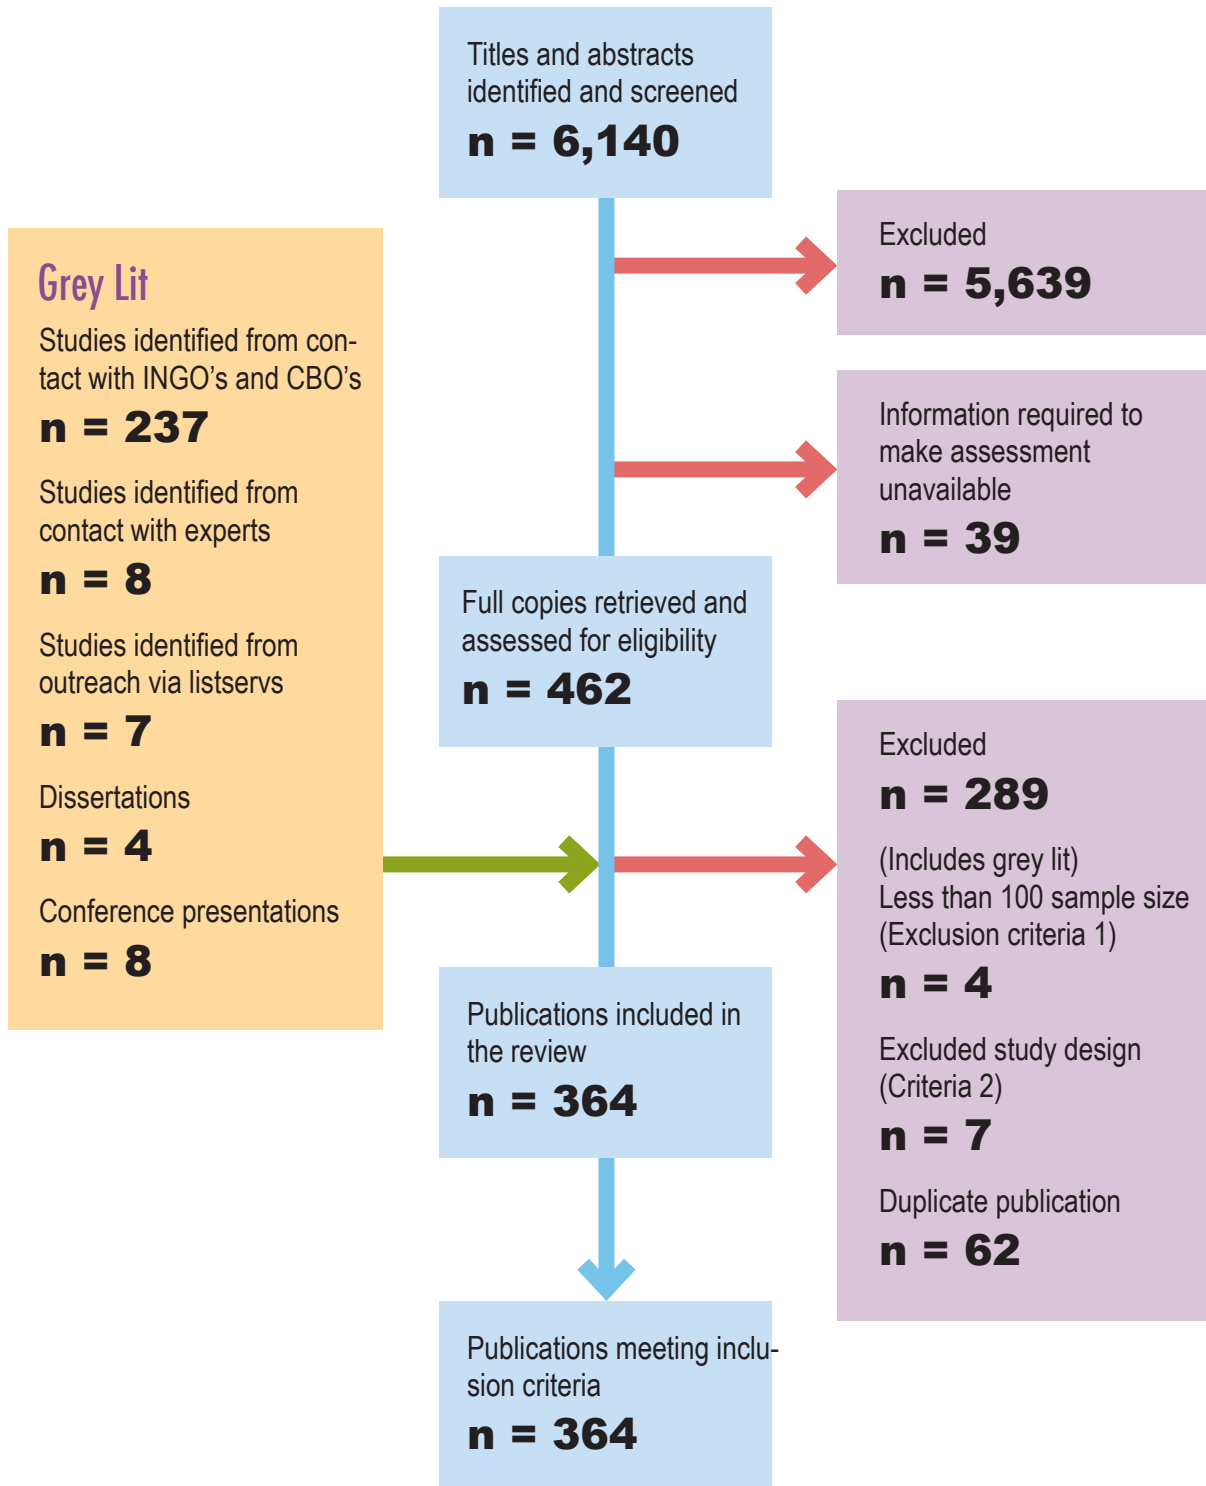 Titles and abstracts
identified and screened
n = 6,140
Excluded
n = 5,639
Information required to
make assessment
unavailable
n = 39
Grey Lit
Studies identified from con-
tact with INGO's and CBO's
n = 237
Studies identified from
contact with experts
n = 8
Studies identified from
outreach via listservs
n = 7
Dissertations
n = 4
Conference presentations
n = 8
Full copies retrieved and
assessed for eligibility
n = 462
Excluded
n = 289
(Includes grey lit)
Less than 100 sample size
(Exclusion criteria 1)
n = 4
Excluded study design
(Criteria 2)
n = 7
Duplicate publication
n = 62
Publications included in
the review
n = 364
Publications meeting inclu-
sion criteria
n = 364